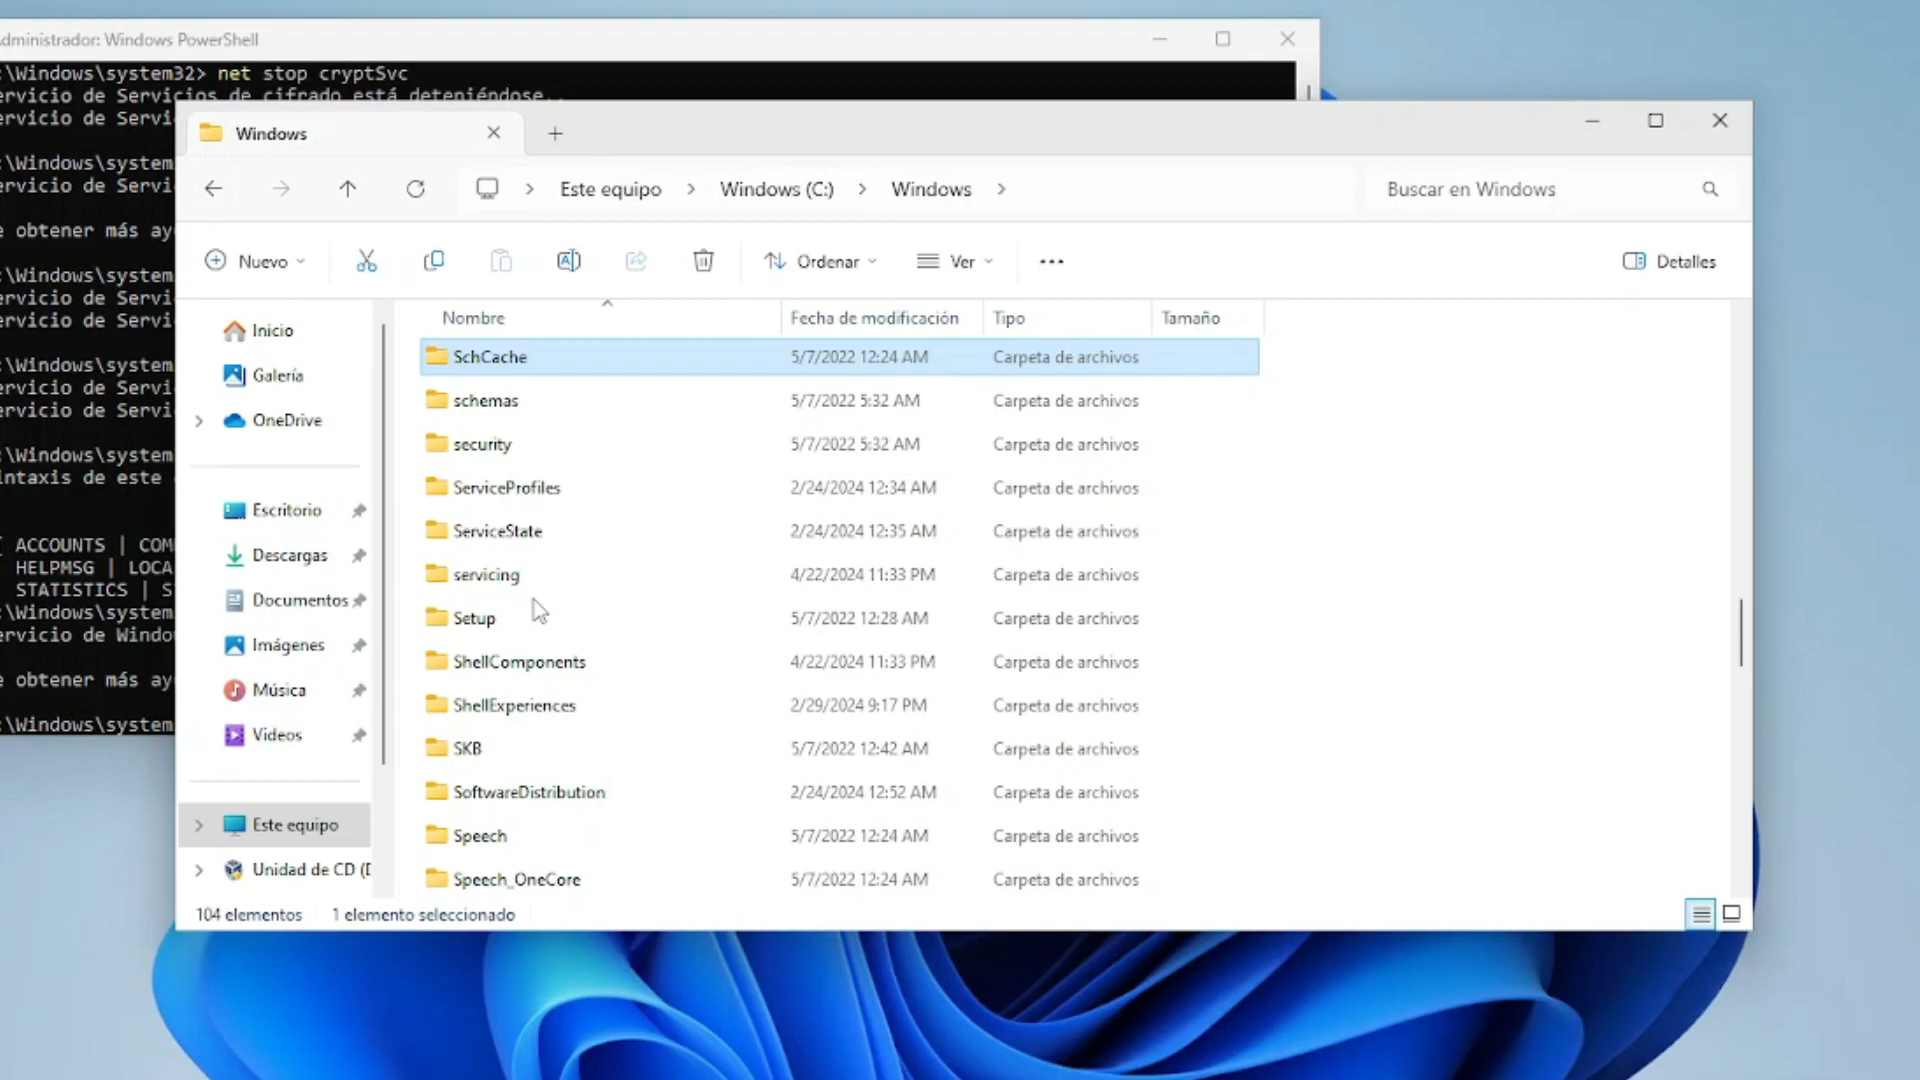 dministrador: Windows PowerShell
:\Windows\system32> net stop cryptSvc
ervicio de Servicios de cifrado está deteniéndose..
ervicio de Servi
:\Windows\system
ervicio de Servi
e obtener más ay
:\Windows\system
ervicio de Servi
ervicio de Servi
:\Windows\system
ervicio de Servi
ervicio de Servi
:\Windows\system
intaxis de este
[ ACCOUNTS | COM
HELPMSG | LOCA
STATISTICS | S
:\Windows\system
ervicio de Windo
e obtener más ay
:\Windows\system
Windows
Este equipo > Windows (C:) > Windows >
Buscar en Windows
Nuevo
Ordenar
Ver
...
Detalles
Inicio
Galería
OneDrive
Escritorio
Descargas
Documentos
Imágenes
Música
Videos
Este equipo
Unidad de CD (D
Nombre Fecha de modificación Tipo Tamaño
SchCache 5/7/2022 12:24 AM Carpeta de archivos
schemas 5/7/2022 5:32 AM Carpeta de archivos
security 5/7/2022 5:32 AM Carpeta de archivos
ServiceProfiles 2/24/2024 12:34 AM Carpeta de archivos
ServiceState 2/24/2024 12:35 AM Carpeta de archivos
servicing 4/22/2024 11:33 PM Carpeta de archivos
Setup 5/7/2022 12:28 AM Carpeta de archivos
ShellComponents 4/22/2024 11:33 PM Carpeta de archivos
ShellExperiences 2/29/2024 9:17 PM Carpeta de archivos
SKB 5/7/2022 12:42 AM Carpeta de archivos
SoftwareDistribution 2/24/2024 12:52 AM Carpeta de archivos
Speech 5/7/2022 12:24 AM Carpeta de archivos
Speech_OneCore 5/7/2022 12:24 AM Carpeta de archivos
104 elementos 1 elemento seleccionado